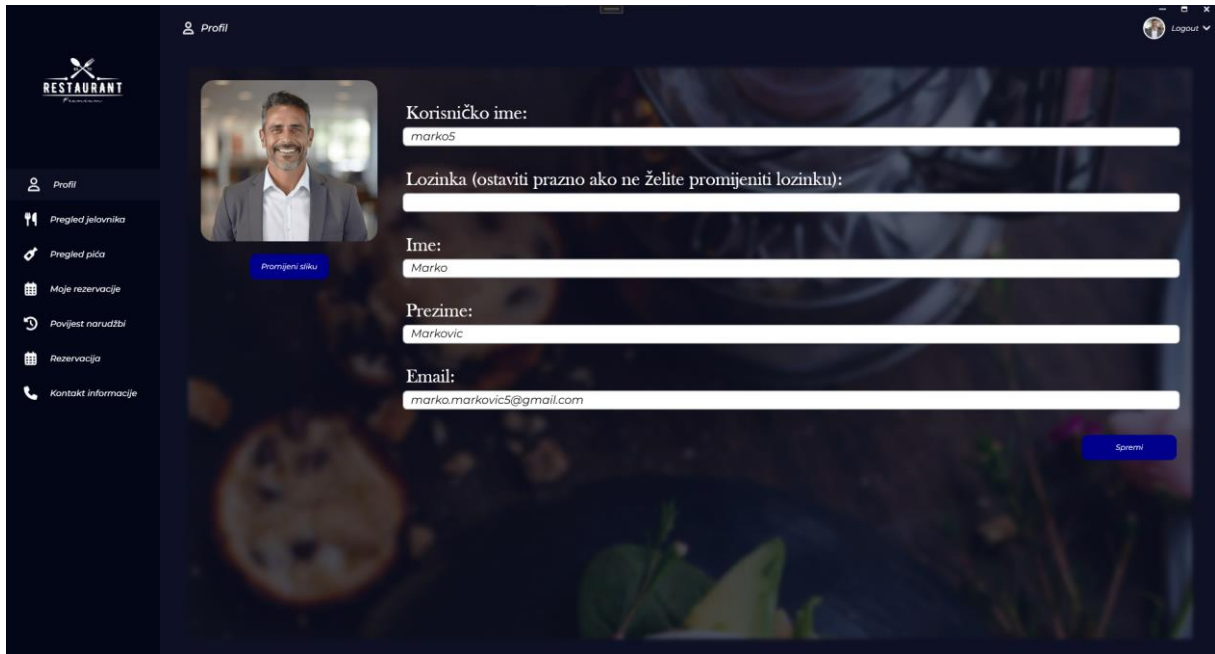 Profil
Logout
RESTAURANT
Profil
Pregled jelovnika
Pregled pića
Moje rezervacije
Povijest narudžbi
Rezervacija
Kontakt informacije
Promijeni sliku
Korisničko ime:
marko5
Lozinka (ostaviti prazno ako ne želite promijeniti lozinku):
Ime:
Marko
Prezime:
Markovic
Email:
marko.markovic5@gmail.com
Spremi